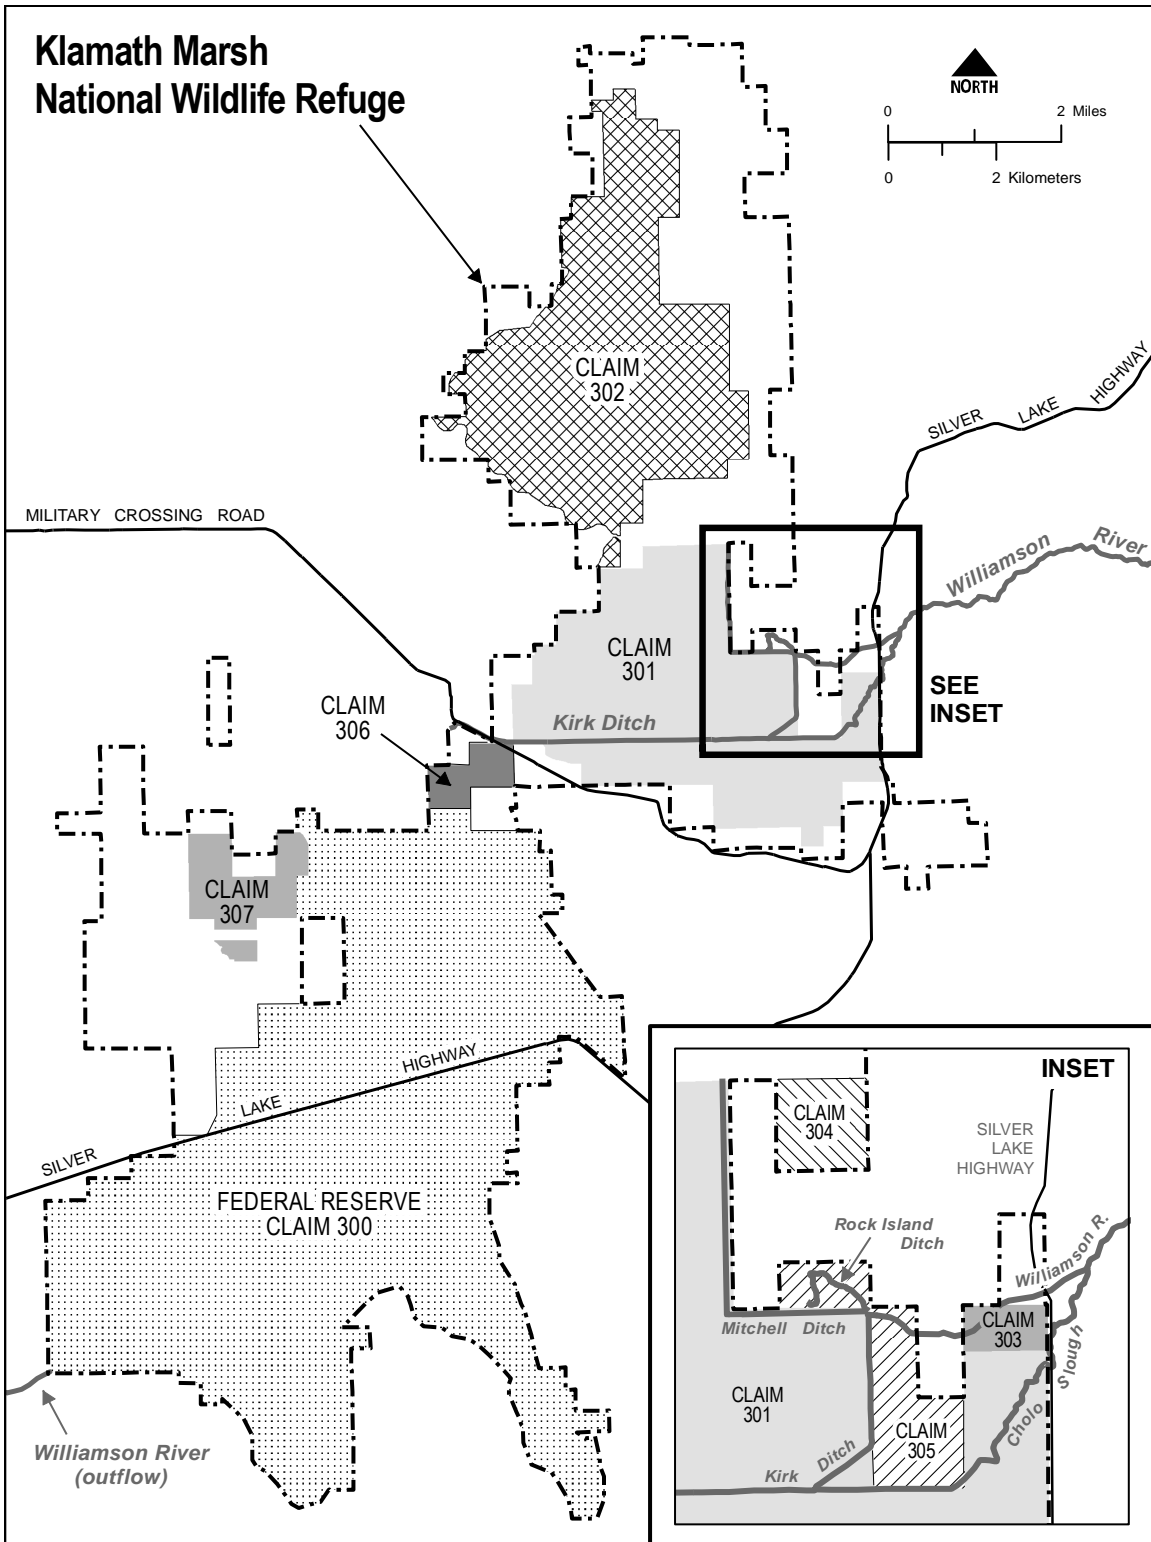 Klamath Marsh
National Wildlife Refuge
NORTH
0 2 Miles
0 2 Kilometers
CLAIM
302
SILVER LAKE HIGHWAY
MILITARY CROSSING ROAD
Williamson River
CLAIM
301
SEE
INSET
CLAIM
306
Kirk Ditch
CLAIM
307
SILVER LAKE HIGHWAY
FEDERAL RESERVE
CLAIM 300
Williamson River
(outflow)
INSET
CLAIM
304
SILVER
LAKE
HIGHWAY
Rock Island
Ditch
Williamson R.
Mitchell Ditch
CLAIM
303
CLAIM
301
Cholo Slough
CLAIM
305
Kirk Ditch